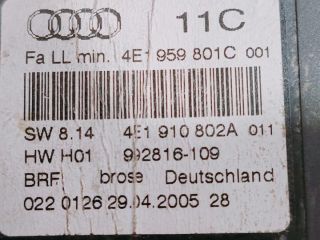 11C
Fa LL min. 4E1 959 801C 001
SW 8.14 4E1 910 802A 011
HW H01 992816-109
BRF brose Deutschland
022 0126 29.04.2005 28